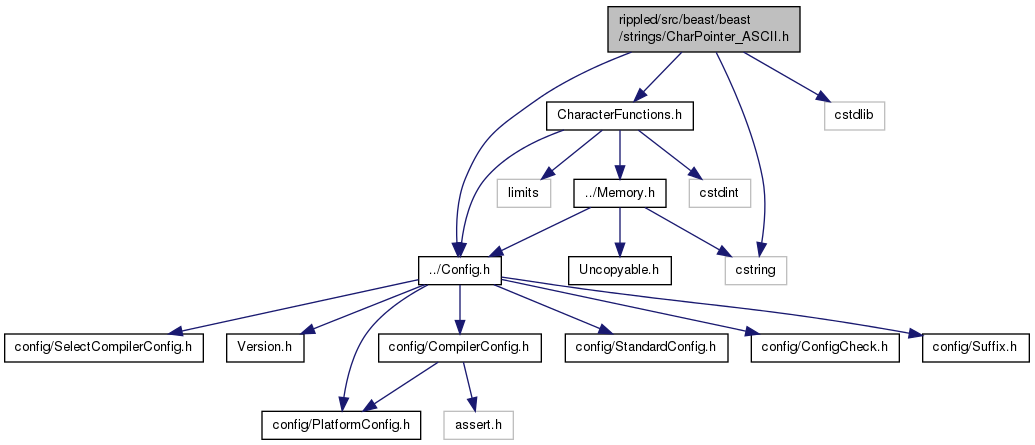 rippled/src/beast/beast
/strings/CharPointer_ASCII.h
CharacterFunctions.h
cstdlib
limits
../Memory.h
cstdint
../Config.h
Uncopyable.h
cstring
config/SelectCompilerConfig.h
Version.h
config/CompilerConfig.h
config/StandardConfig.h
config/ConfigCheck.h
config/Suffix.h
config/PlatformConfig.h
assert.h